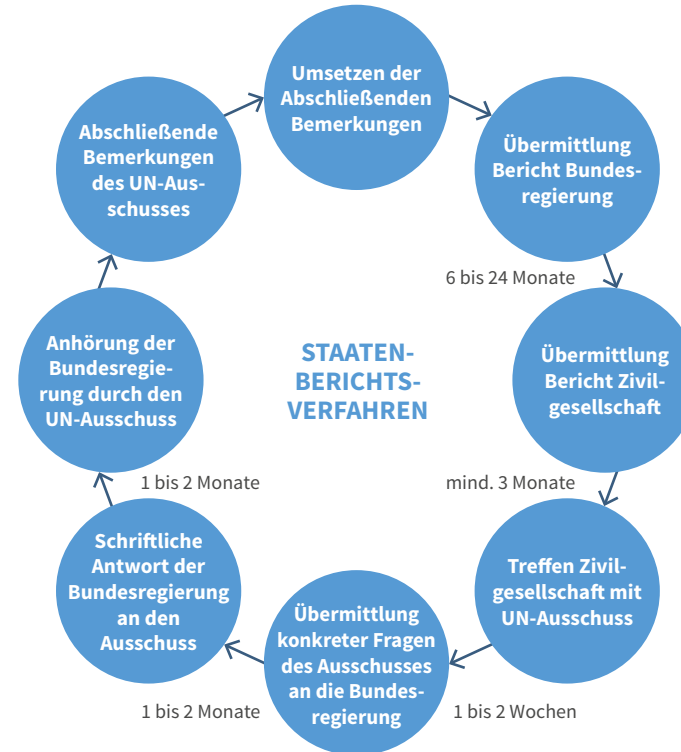 Umsetzen der
Abschließenden
Bemerkungen
Übermittlung
Bericht Bundes-
regierung
6 bis 24 Monate
Übermittlung
Bericht Zivil-
gesellschaft
mind. 3 Monate
Treffen Zivil-
gesellschaft mit
UN-Ausschuss
1 bis 2 Wochen
Übermittlung
konkreter Fragen
des Ausschusses
an die Bundes-
regierung
1 bis 2 Monate
Schriftliche
Antwort der
Bundesregierung
an den
Ausschuss
1 bis 2 Monate
Anhörung der
Bundesregie-
rung durch den
UN-Ausschuss
Abschließende
Bemerkungen
des UN-Aus-
schusses
STAATEN-
BERICHTS-
VERFAHREN